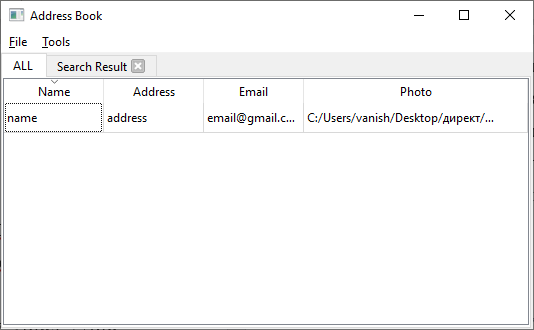 Address Book
File Tools
ALL Search Result
Name Address Email Photo
name address email@gmail.c... C:/Users/vanish/Desktop/директ/...